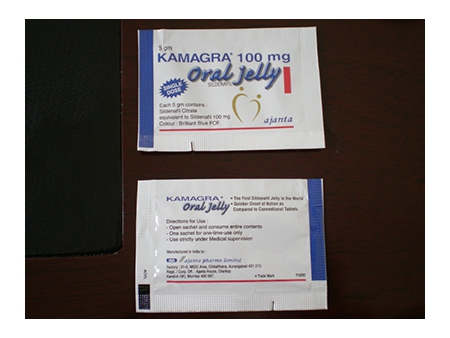 5 gm
KAMAGRA® 100 mg
Oral Jelly
SINGLE
DOSE
Each 5 gm contains :
Sildenafil Citrate
equivalent to Sildenafil 100 mg
Colour : Brilliant Blue FCF.
ajanta
KAMAGRA®
Oral Jelly
• The First Sildenafil Jelly in the World
• Quicker Onset of Action as
Compared to Conventional Tablets
Directions for Use :
- Open sachet and consume entire contents
- One sachet for one-time-use only
- Use strictly under Medical supervision
Manufactured in India by :
ajanta pharma limited
Mumbai 400 067.
Trade Mark